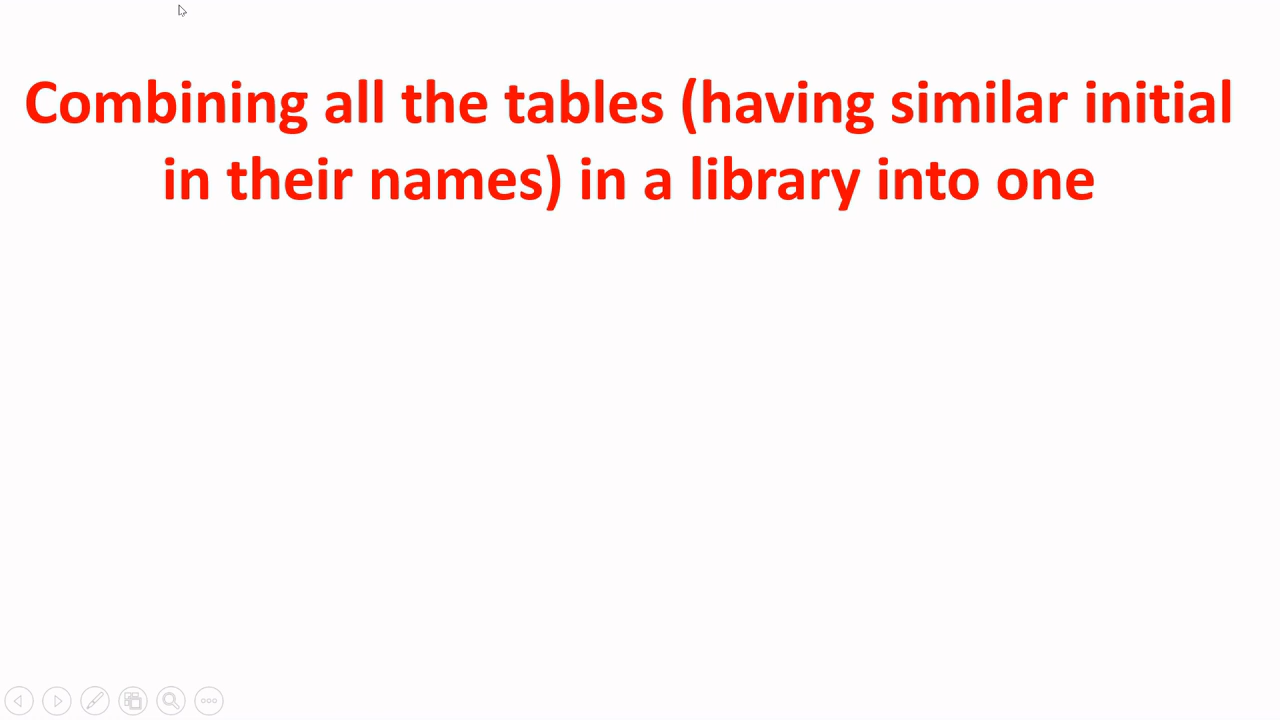 Combining all the tables (having similar initial
in their names) in a library into one